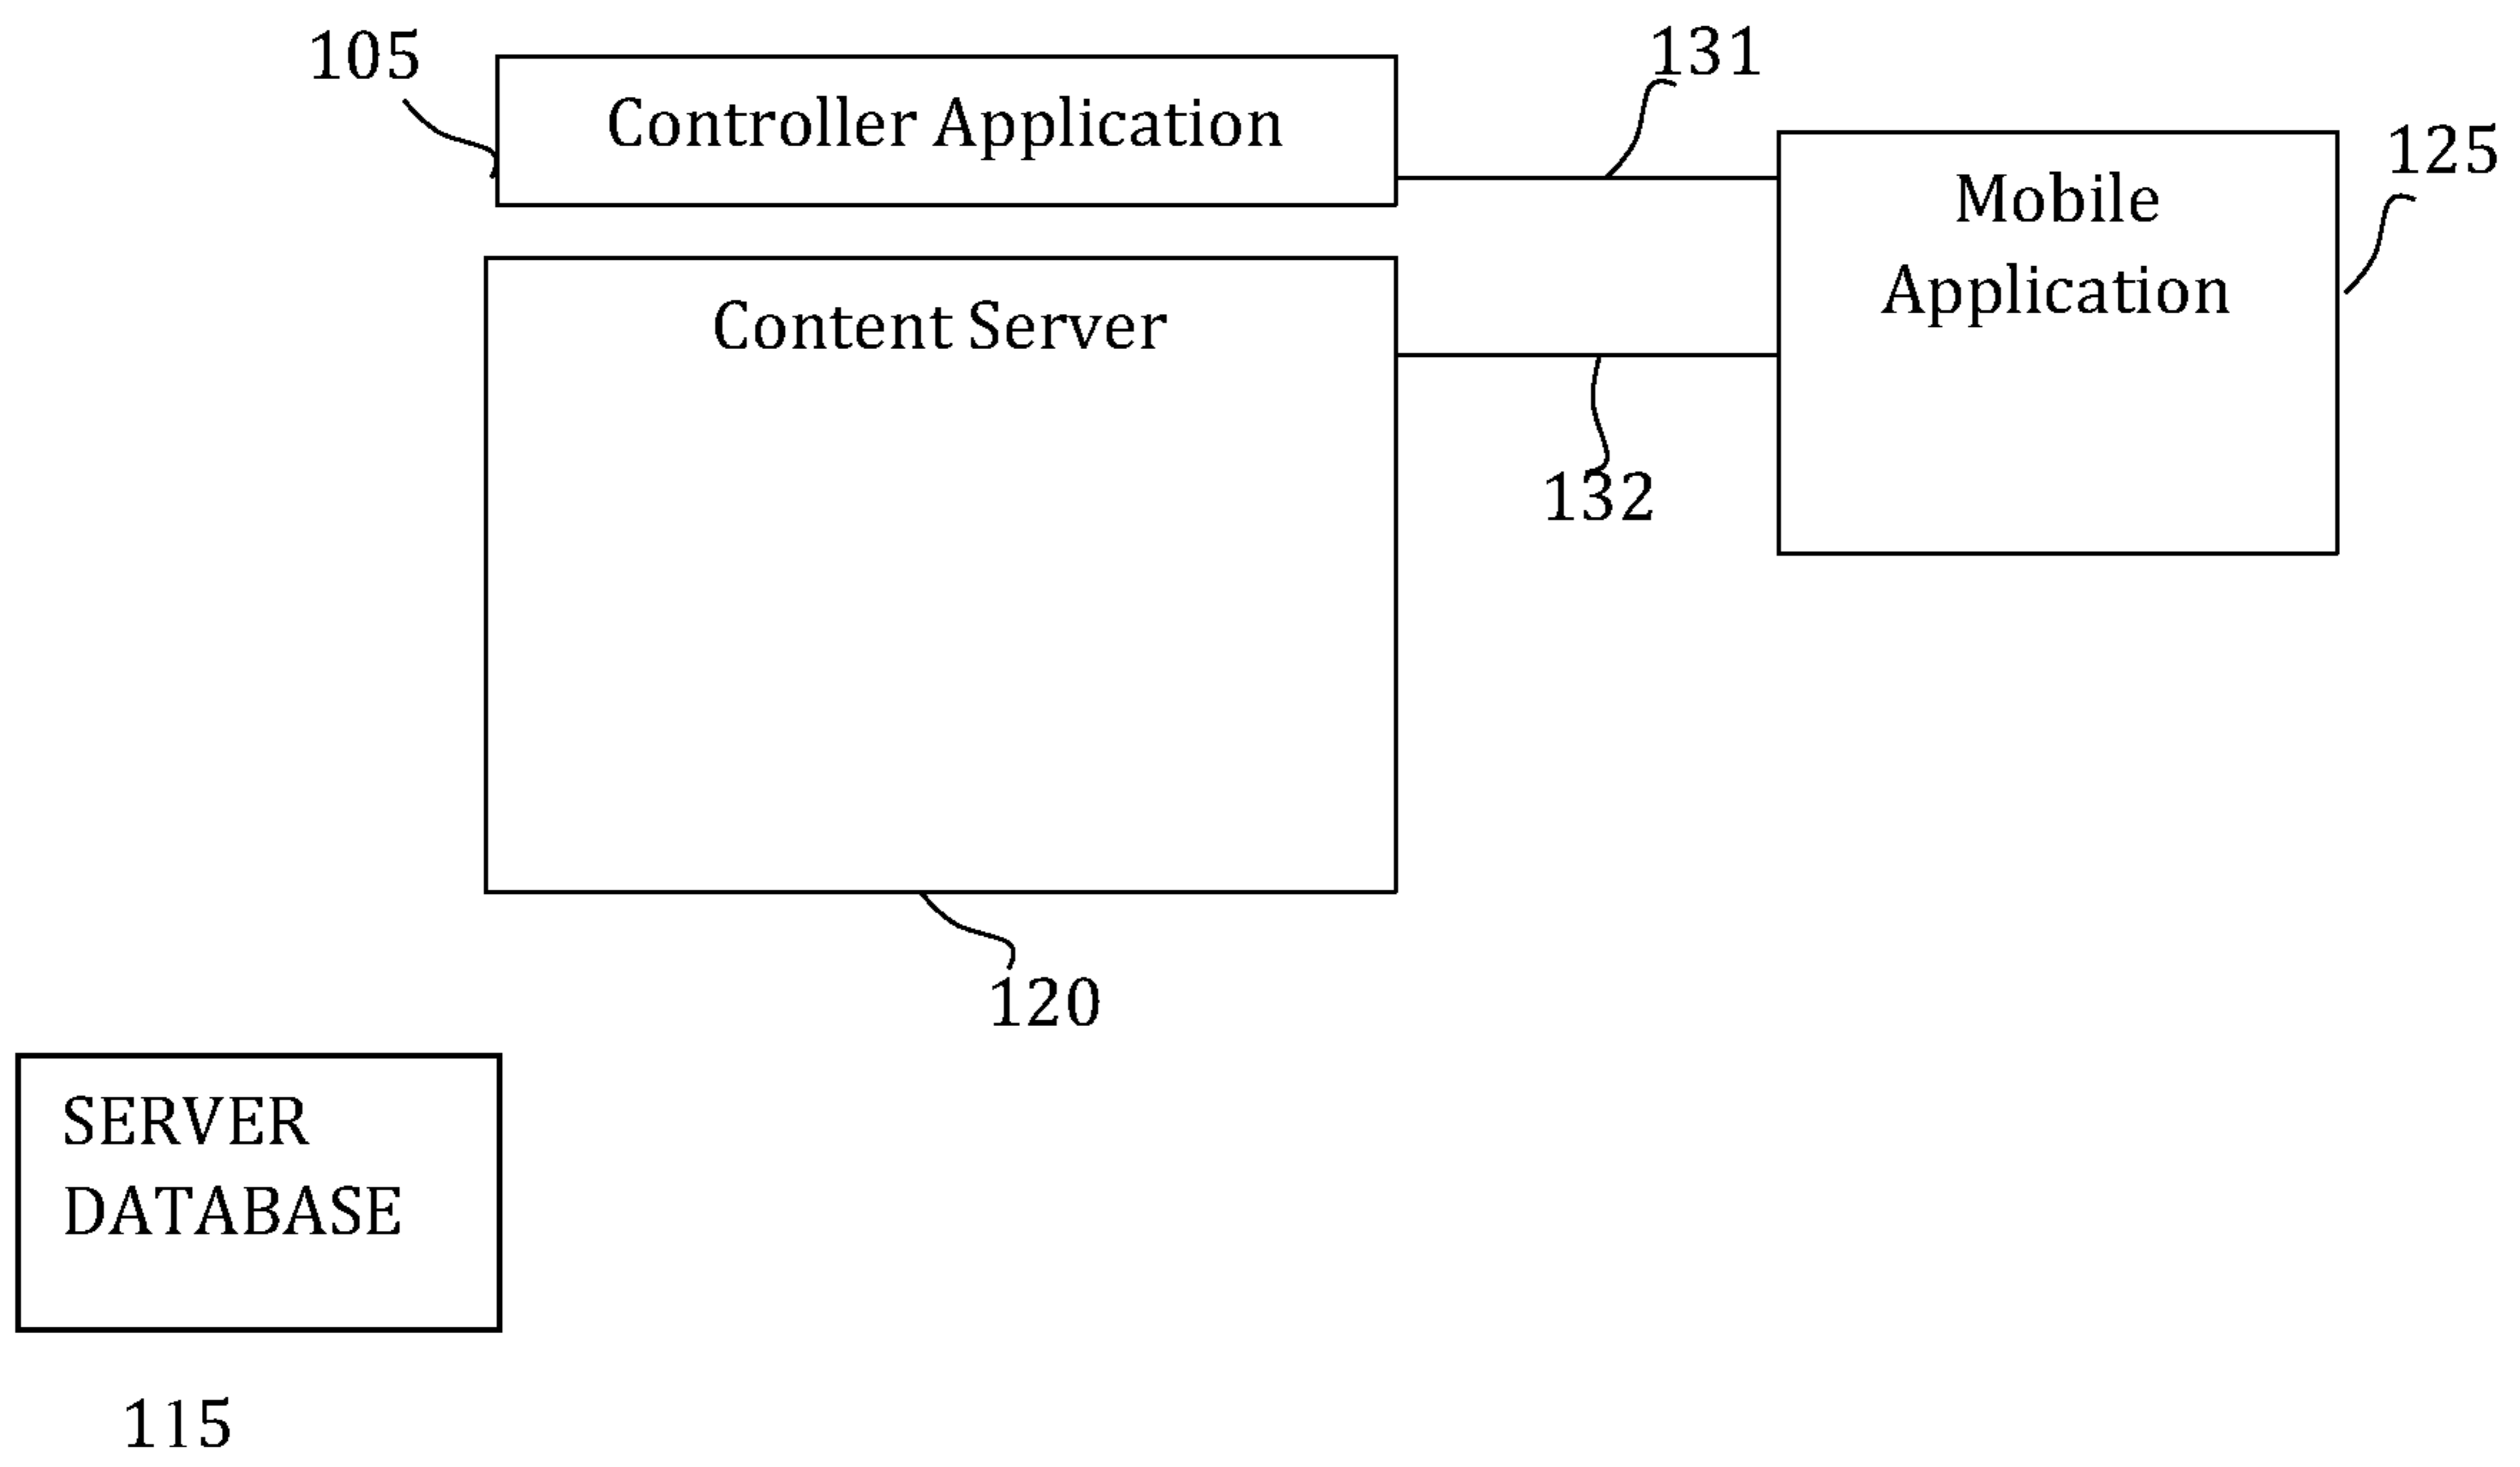 105
Controller Application
131
125
Mobile
Application
Content Server
132
120
SERVER
DATABASE
115